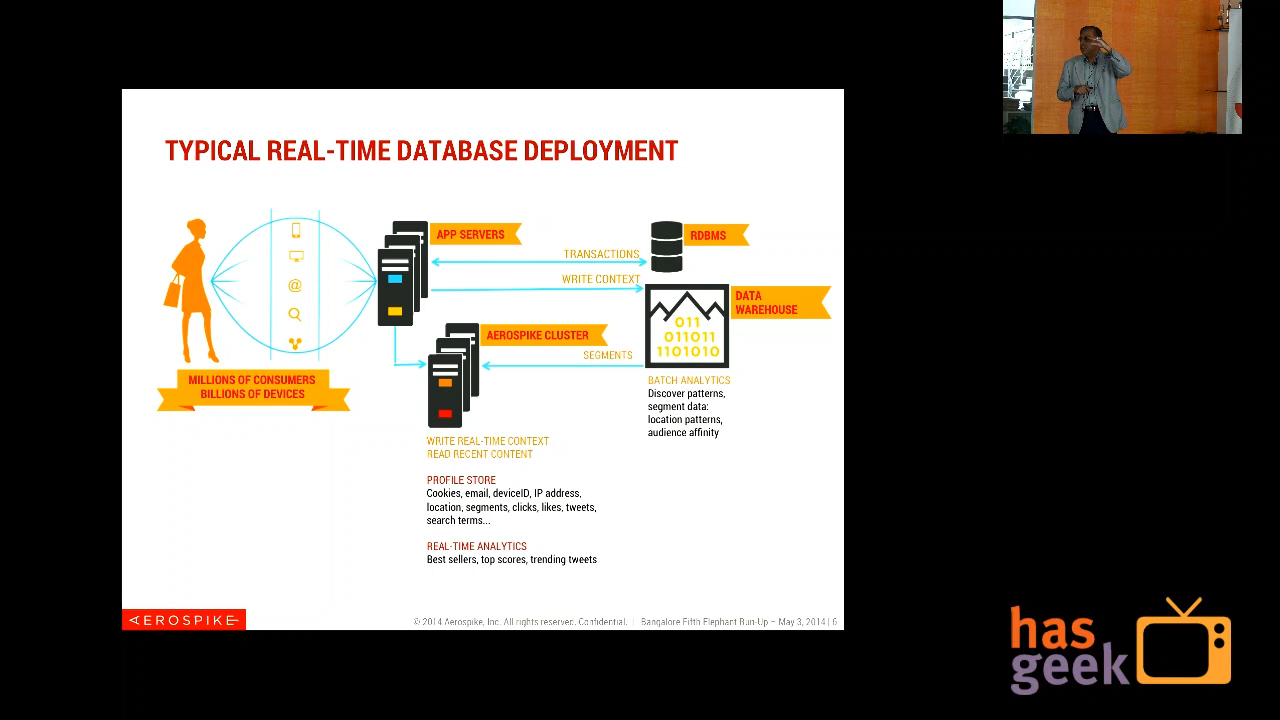 TYPICAL REAL-TIME DATABASE DEPLOYMENT
APP SERVERS
RDBMS
TRANSACTIONS
WRITE CONTEXT
DATA
WAREHOUSE
011
011011
1101010
@
AEROSPIKE CLUSTER
SEGMENTS
MILLIONS OF CONSUMERS
BILLIONS OF DEVICES
BATCH ANALYTICS
Discover patterns,
segment data:
location patterns,
audience affinity
WRITE REAL-TIME CONTEXT
READ RECENT CONTENT
PROFILE STORE
Cookies, email, deviceID, IP address,
location, segments, clicks, likes, tweets,
search terms...
REAL-TIME ANALYTICS
Best sellers, top scores, trending tweets
AEROSPIKE
© 2014 Aerospike, Inc. All rights reserved. Confidential. | Bangalore Fifth Elephant Run-Up – May 3, 2014 | 6
has
geek